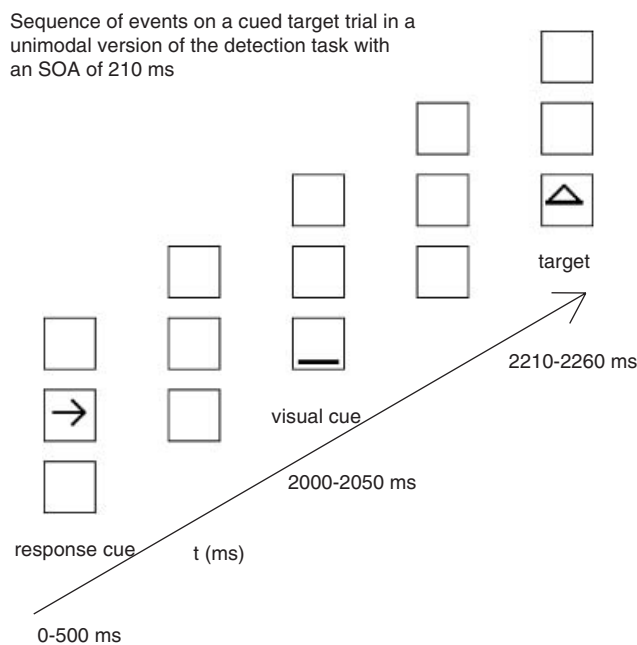 Sequence of events on a cued target trial in a
unimodal version of the detection task with
an SOA of 210 ms
target
2210-2260 ms
visual cue
2000-2050 ms
response cue
t (ms)
0-500 ms